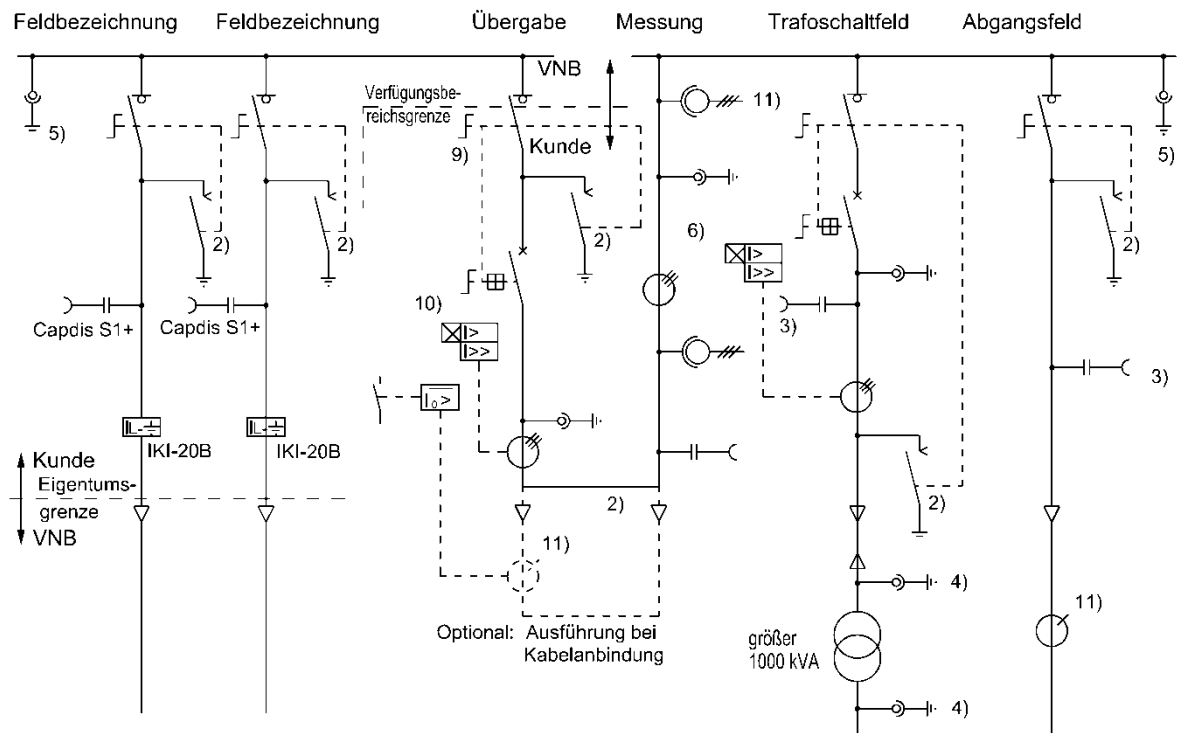 Feldbezeichnung
Feldbezeichnung
Übergabe
Messung
Trafoschaltfeld
Abgangsfeld
VNB
Verfügungsbe-
reichsgrenze
Kunde
5)
2)
2)
9)
2)
11)
6)
5)
2)
Capdis S1+
Capdis S1+
10)
I>
I>>
I>
I>>
3)
3)
I₀>
IL
IKI-20B
IL
IKI-20B
Kunde
Eigentums-
grenze
VNB
2)
2)
11)
4)
11)
Optional: Ausführung bei
Kabelanbindung
größer
1000 kVA
4)